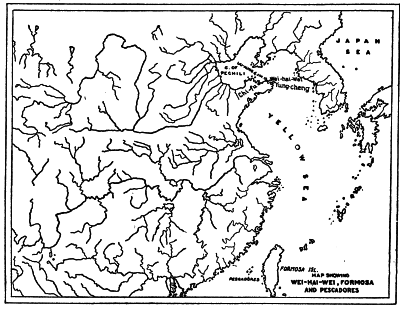 JAPAN
SEA
G. OF
PECHILI
Wei-hai-wei
Chi-fu
Yung-cheng
YELLOW SEA
FORMOSA ISL.
PESCADORES
MAP SHOWING
WEI-HAI-WEI, FORMOSA
AND PESCADORES